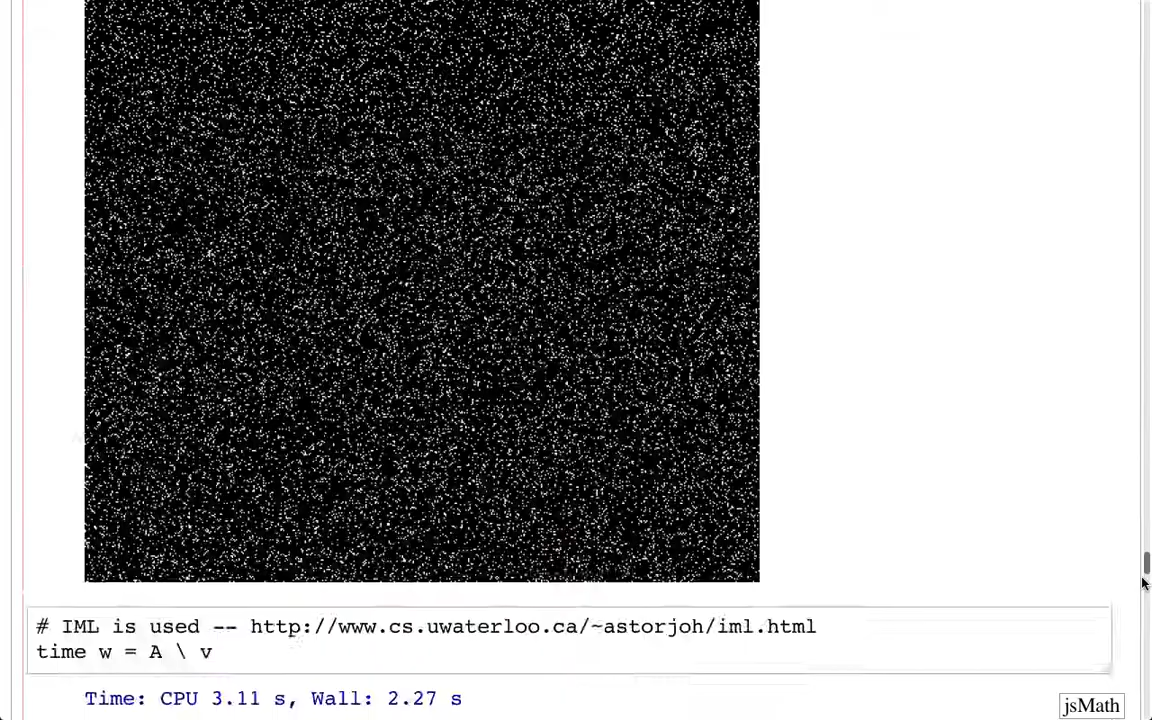 # IML is used -- http://www.cs.uwaterloo.ca/~astorjoh/iml.html
time w = A \ v
Time: CPU 3.11 s, Wall: 2.27 s
jsMath